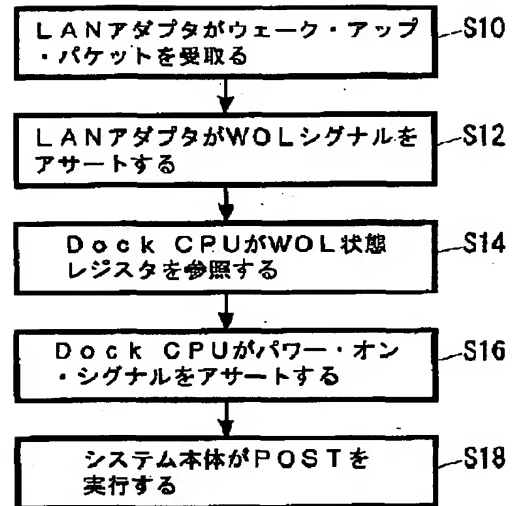 LANアダプタがウェーク・アップ
・パケットを受取る
S10
LANアダプタがWOLシグナルを
アサートする
S12
Dock CPUがWOL状態
レジスタを参照する
S14
Dock CPUがパワー・オン
・シグナルをアサートする
S16
システム本体がPOSTを
実行する
S18